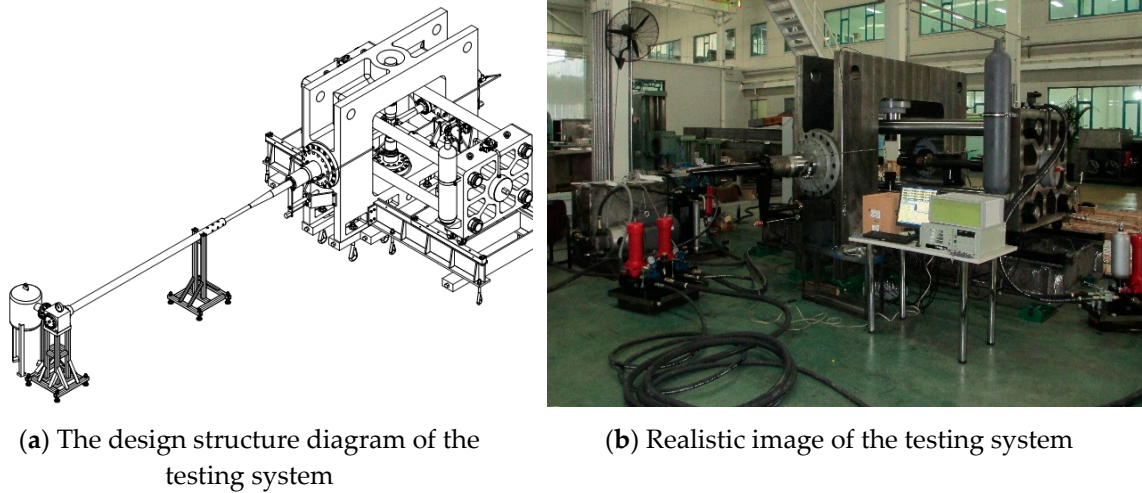 (a) The design structure diagram of the
testing system
(b) Realistic image of the testing system